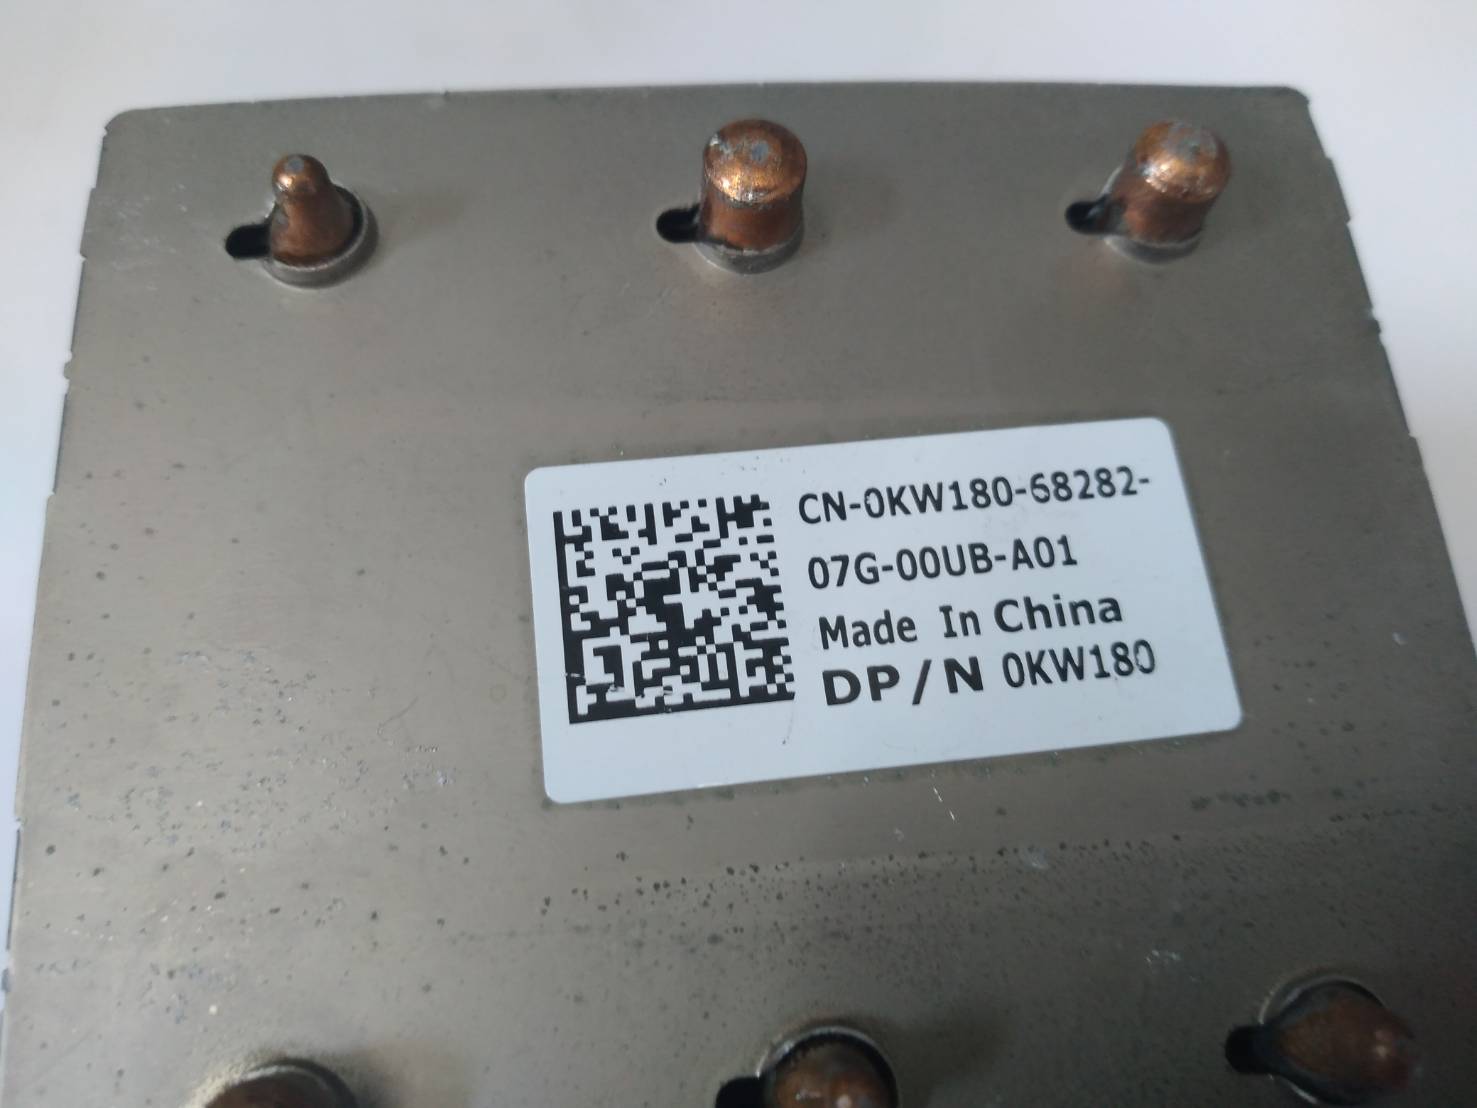 CN-0KW180-68282-
07G-00UB-A01
Made In China
DP/N 0KW180